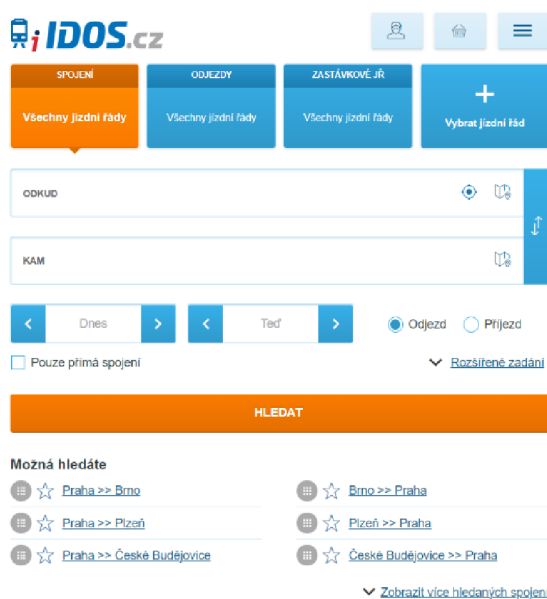 IDOS.cz
SPOJENÍ
Všechny jízdní řády
ODJEZDY
Všechny jízdní řády
ZASTÁVKOVÉ JŘ
Všechny jízdní řády
+
Vybrat jízdní řád
ODKUD
KAM
< Dnes >
< Teď >
Odjezd
Příjezd
Pouze přímá spojení
Rozšířené zadání
HLEDAT
Možná hledáte
Praha >> Brno
Brno >> Praha
Praha >> Plzeň
Plzeň >> Praha
Praha >> České Budějovice
České Budějovice >> Praha
Zobrazit více hledaných spojení